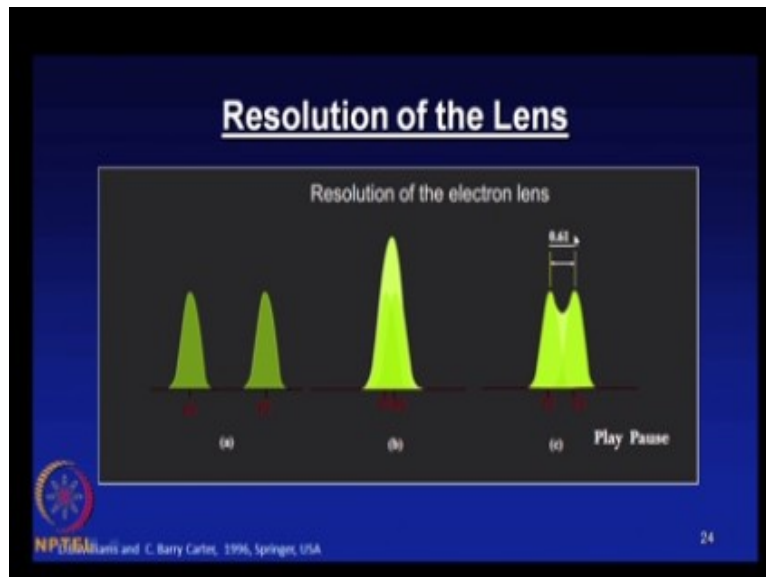 Resolution of the Lens
Resolution of the electron lens
0.61
(a)
(b)
(c)
Play Pause
NPTEL
and C. Barry Carter, 1996, Springer, USA
24